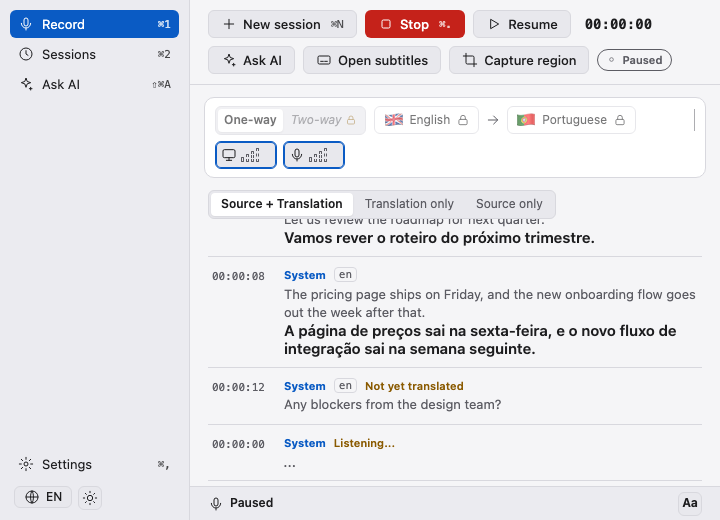 Record ⌘1
Sessions ⌘2
Ask AI ⇧⌘A
Settings ⌘,
EN
New session ⌘N
Stop ⌘.
Resume
00:00:00
Ask AI
Open subtitles
Capture region
Paused
One-way
Two-way
English
Portuguese
Source + Translation
Translation only
Source only
Let us review the roadmap for next quarter.
Vamos rever o roteiro do próximo trimestre.
00:00:08 System en
The pricing page ships on Friday, and the new onboarding flow goes
out the week after that.
A página de preços sai na sexta-feira, e o novo fluxo de
integração sai na semana seguinte.
00:00:12 System en Not yet translated
Any blockers from the design team?
00:00:00 System Listening...
...
Paused
Aa